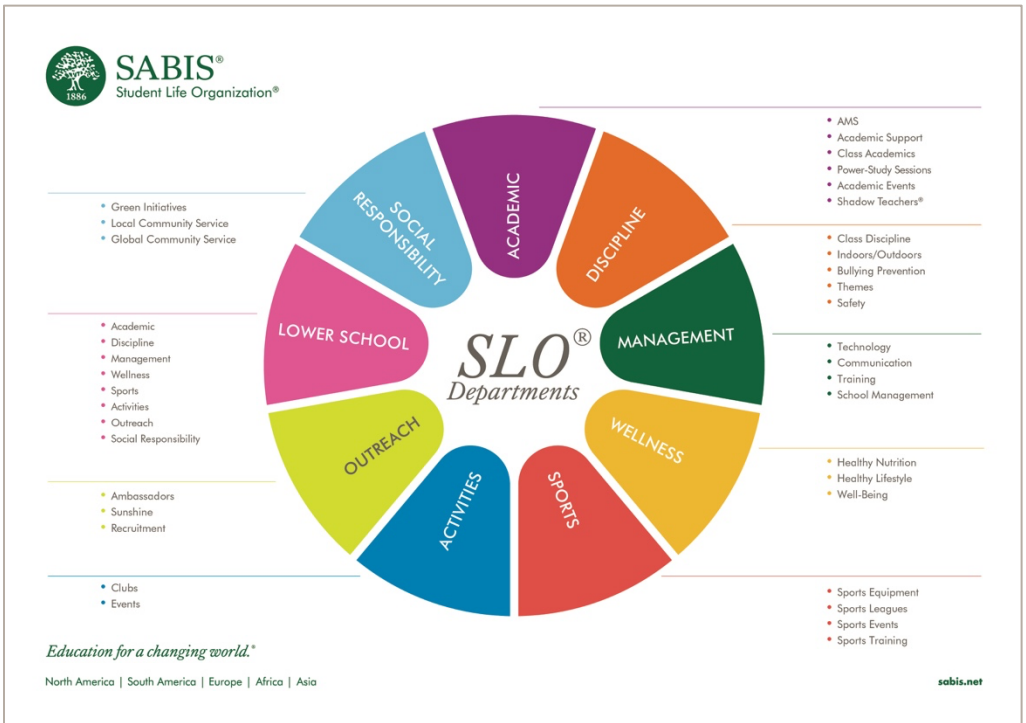 SABIS®
Student Life Organization®
1886
ACADEMIC
• AMS
• Academic Support
• Class Academics
• Power-Study Sessions
• Academic Events
• Shadow Teachers®
DISCIPLINE
• Class Discipline
• Indoors/Outdoors
• Bullying Prevention
• Themes
• Safety
MANAGEMENT
• Technology
• Communication
• Training
• School Management
WELLNESS
• Healthy Nutrition
• Healthy Lifestyle
• Well-Being
SPORTS
• Sports Equipment
• Sports Leagues
• Sports Events
• Sports Training
ACTIVITIES
• Clubs
• Events
OUTREACH
• Ambassadors
• Sunshine
• Recruitment
LOWER SCHOOL
• Academic
• Discipline
• Management
• Wellness
• Sports
• Activities
• Outreach
• Social Responsibility
SOCIAL
RESPONSIBILITY
• Green Initiatives
• Local Community Service
• Global Community Service
SLO®
Departments
Education for a changing world.®
North America | South America | Europe | Africa | Asia
sabis.net